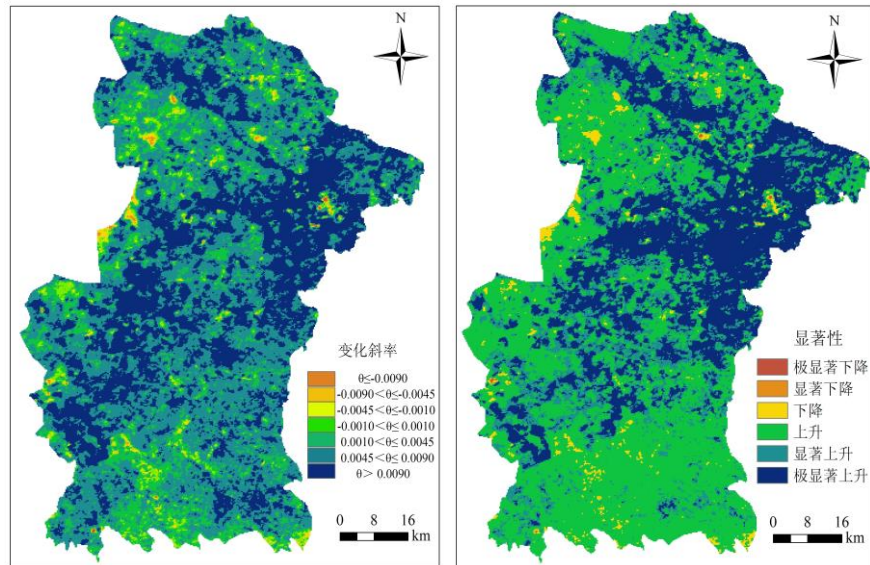 N
变化斜率
θ≤-0.0090
-0.0090<θ≤-0.0045
-0.0045<θ≤-0.0010
-0.0010<θ≤0.0010
0.0010<θ≤0.0045
0.0045<θ≤0.0090
θ>0.0090
0 8 16
km
N
显著性
极显著下降
显著下降
下降
上升
显著上升
极显著上升
0 8 16
km